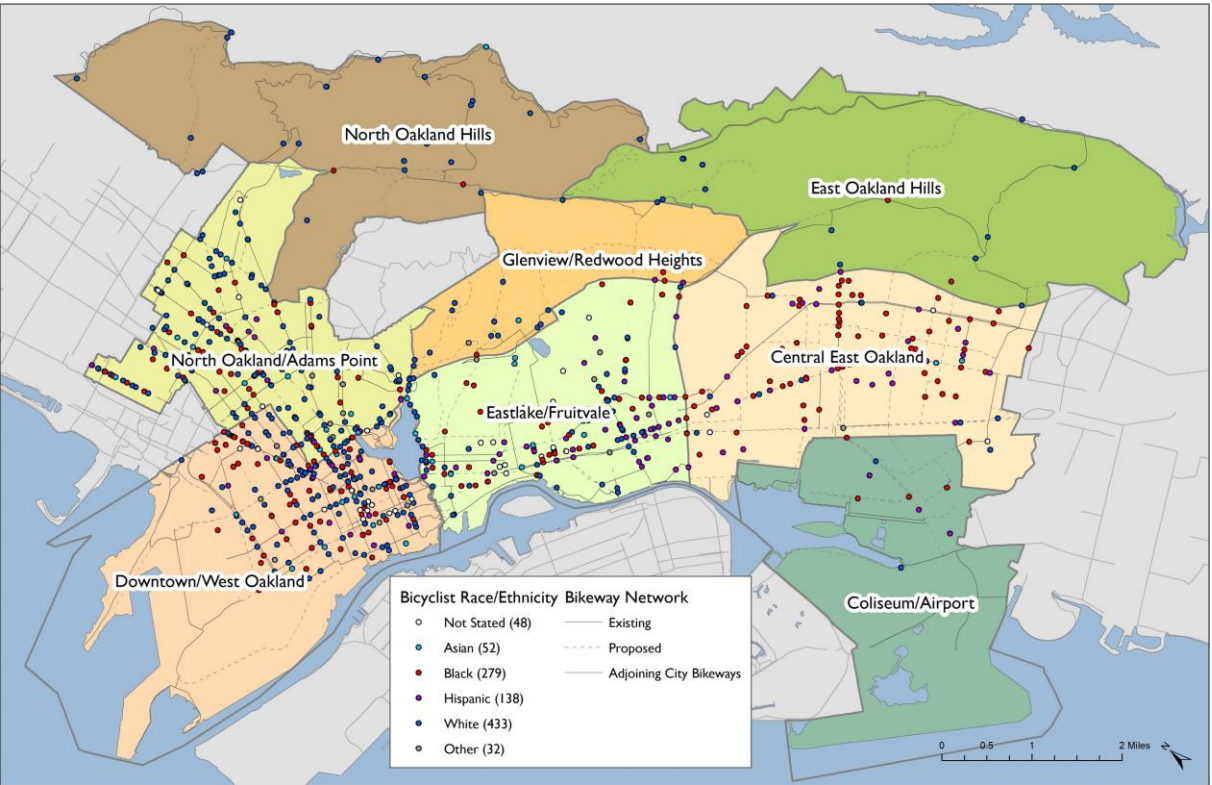 North Oakland Hills
East Oakland Hills
Glenview/Redwood Heights
North Oakland/Adams Point
Central East Oakland
Eastlake/Fruitvale
Downtown/West Oakland
Coliseum/Airport
Bicyclist Race/Ethnicity Bikeway Network
Not Stated (48) Existing
Asian (52) Proposed
Black (279) Adjoining City Bikeways
Hispanic (138)
White (433)
Other (32)
0 0.5 1 2 Miles
N